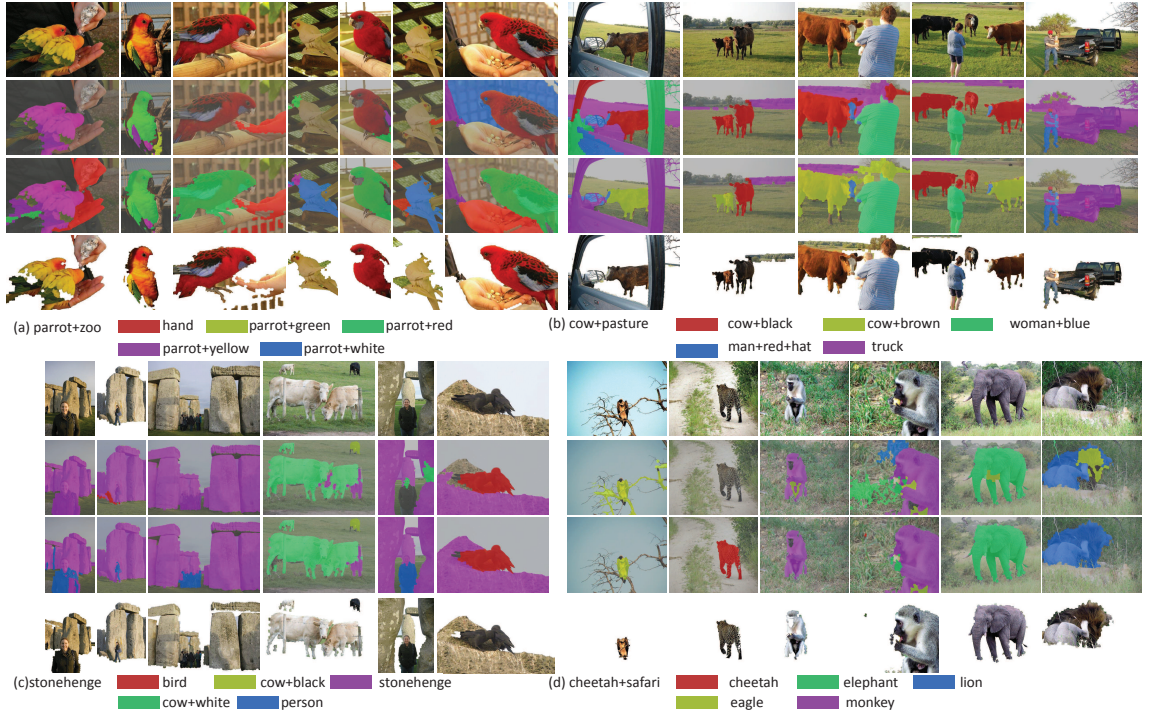 (a) parrot+zoo hand parrot+green parrot+red
parrot+yellow parrot+white
(b) cow+pasture cow+black cow+brown woman+blue
man+red+hat truck
(c)stonehenge bird cow+black stonehenge
cow+white person
(d) cheetah+safari cheetah elephant lion
eagle monkey